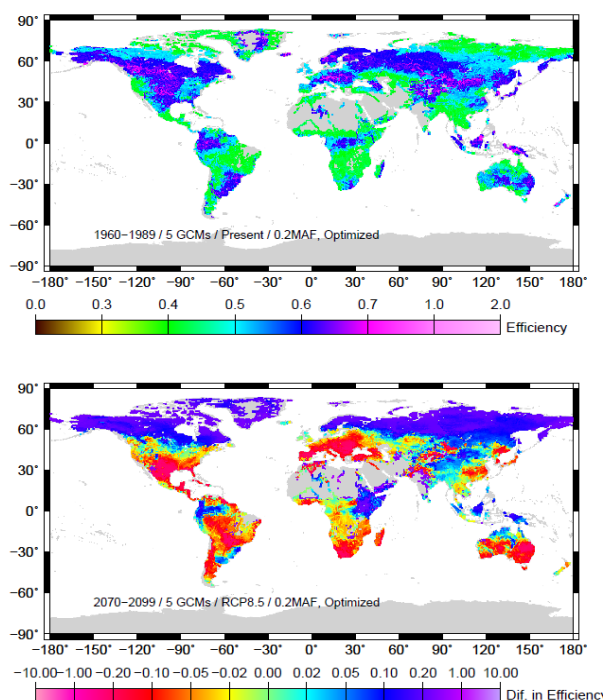 90°
60°
30°
0°
−30°
−60°
−90°
1960−1989 / 5 GCMs / Present / 0.2MAF, Optimized
−180° −150° −120° −90° −60° −30° 0° 30° 60° 90° 120° 150° 180°
0.0 0.3 0.4 0.5 0.6 0.7 1.0 2.0
Efficiency
90°
60°
30°
0°
−30°
−60°
−90°
2070−2099 / 5 GCMs / RCP8.5 / 0.2MAF, Optimized
−180° −150° −120° −90° −60° −30° 0° 30° 60° 90° 120° 150° 180°
−10.00 −1.00 −0.20 −0.10 −0.05 −0.02 0.00 0.02 0.05 0.10 0.20 1.00 10.00
Dif. in Efficiency